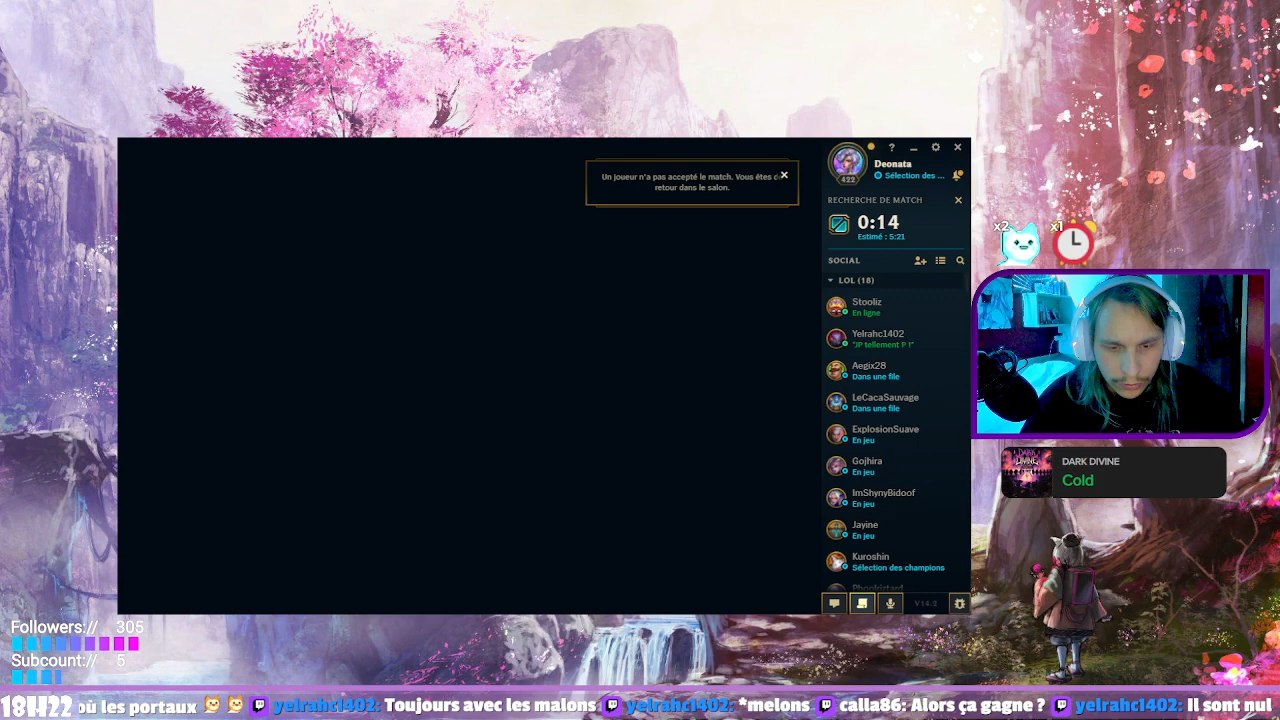 Un joueur n'a pas accepté le match. Vous êtes
retour dans le salon.
422
Deonata
Sélection des ...
RECHERCHE DE MATCH
0:14
Estimé : 5:21
SOCIAL
LOL (18)
Stooliz
En ligne
Yelrahc1402
"JP tellement P !"
Aegix28
Dans une file
LeCacaSauvage
Dans une file
ExplosionSuave
En jeu
Gojhira
En jeu
ImShynyBidoof
En jeu
Jayine
En jeu
Kuroshin
Sélection des champions
V14.2
x2
x1
DARK DIVINE
Cold
Followers:// 305
Subcount:// 5
18H22 où les portaux yelrahc1402: Toujours avec les malons yelrahc1402: *melons calla86: Alors ça gagne ? yelrahc1402: Il sont nul